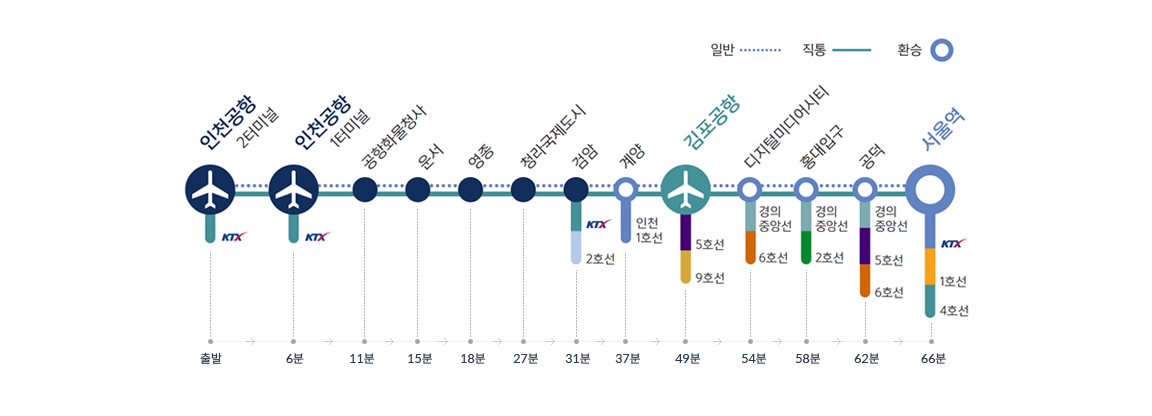 일반
직통
환승
인천공항
2터미널
인천공항
1터미널
공항화물청사
운서
영종
청라국제도시
검암
계양
김포공항
디지털미디어시티
홍대입구
공덕
서울역
KTX
KTX
KTX
2호선
인천
1호선
5호선
9호선
경의
중앙선
6호선
경의
중앙선
2호선
경의
중앙선
5호선
6호선
KTX
1호선
4호선
출발
6분
11분
15분
18분
27분
31분
37분
49분
54분
58분
62분
66분